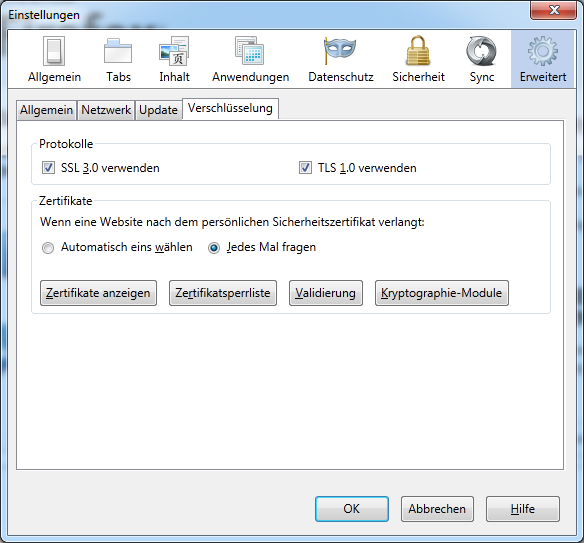 Einstellungen
Allgemein Tabs Inhalt Anwendungen Datenschutz Sicherheit Sync Erweitert
Allgemein Netzwerk Update Verschlüsselung
Protokolle
SSL 3.0 verwenden TLS 1.0 verwenden
Zertifikate
Wenn eine Website nach dem persönlichen Sicherheitszertifikat verlangt:
Automatisch eins wählen Jedes Mal fragen
Zertifikate anzeigen Zertifikatsperrliste Validierung Kryptographie-Module
OK Abbrechen Hilfe